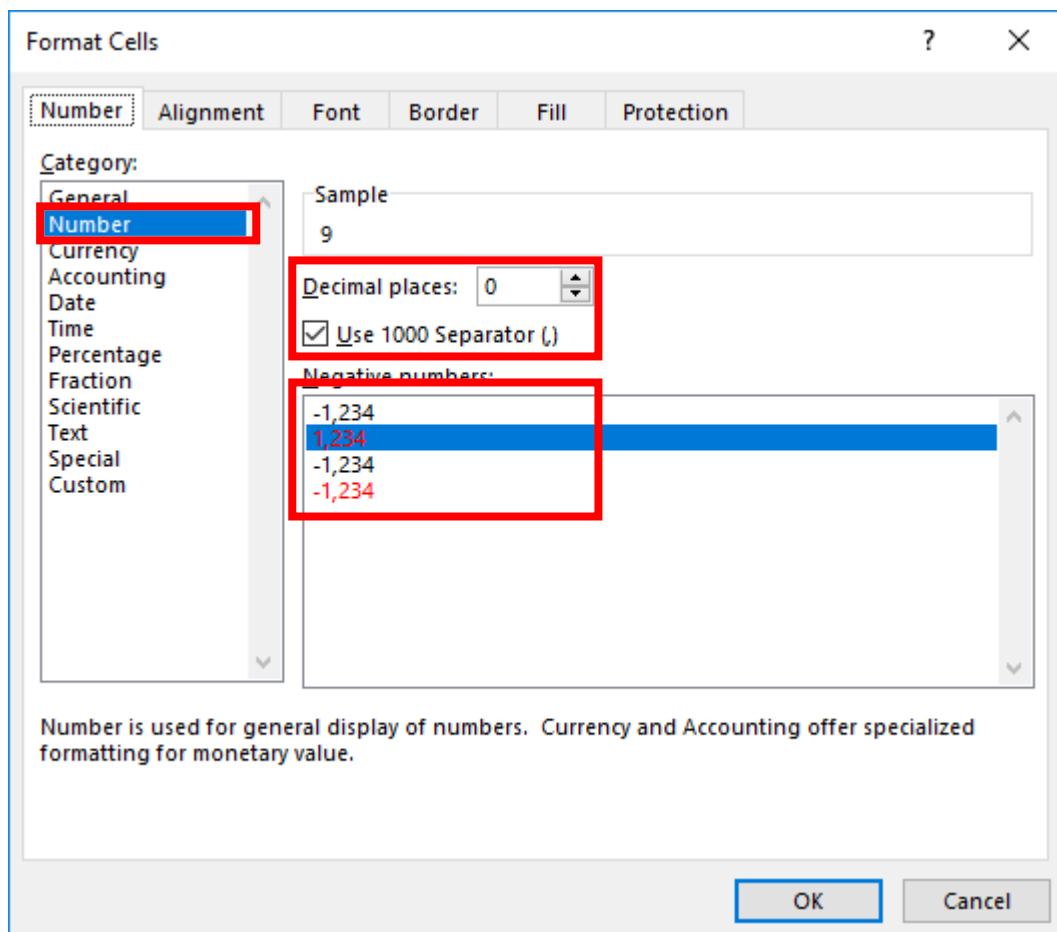 Format Cells
?
Number Alignment Font Border Fill Protection
Category:
General
Number
Currency
Accounting
Date
Time
Percentage
Fraction
Scientific
Text
Special
Custom
Sample
9
Decimal places: 0
Use 1000 Separator (,)
Negative numbers:
-1,234
1,234
-1,234
-1,234
Number is used for general display of numbers. Currency and Accounting offer specialized
formatting for monetary value.
OK Cancel